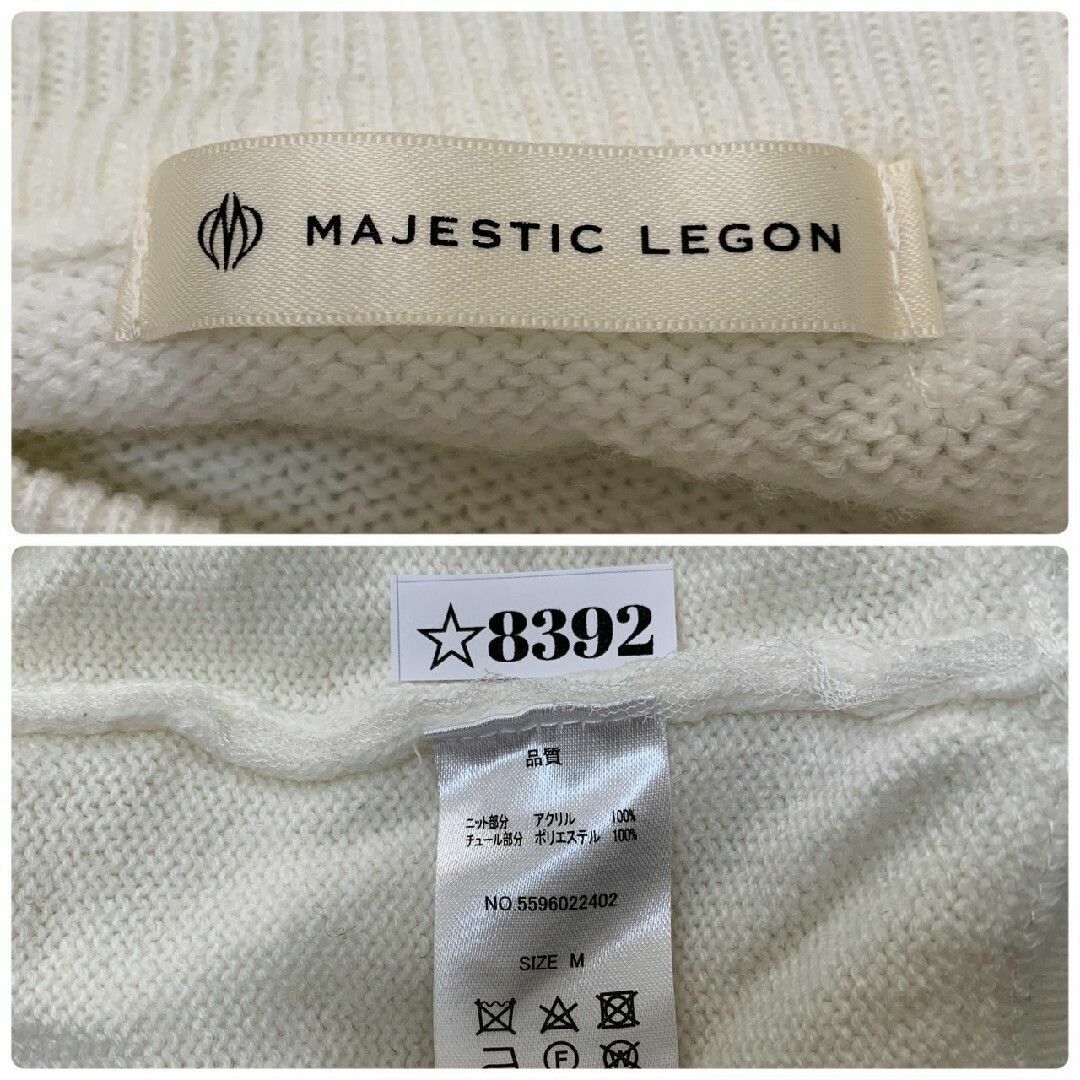 MAJESTIC LEGON
☆8392
品質
ニット部分 アクリル 100%
チュール部分 ポリエステル 100%
NO.5596022402
SIZE M
F